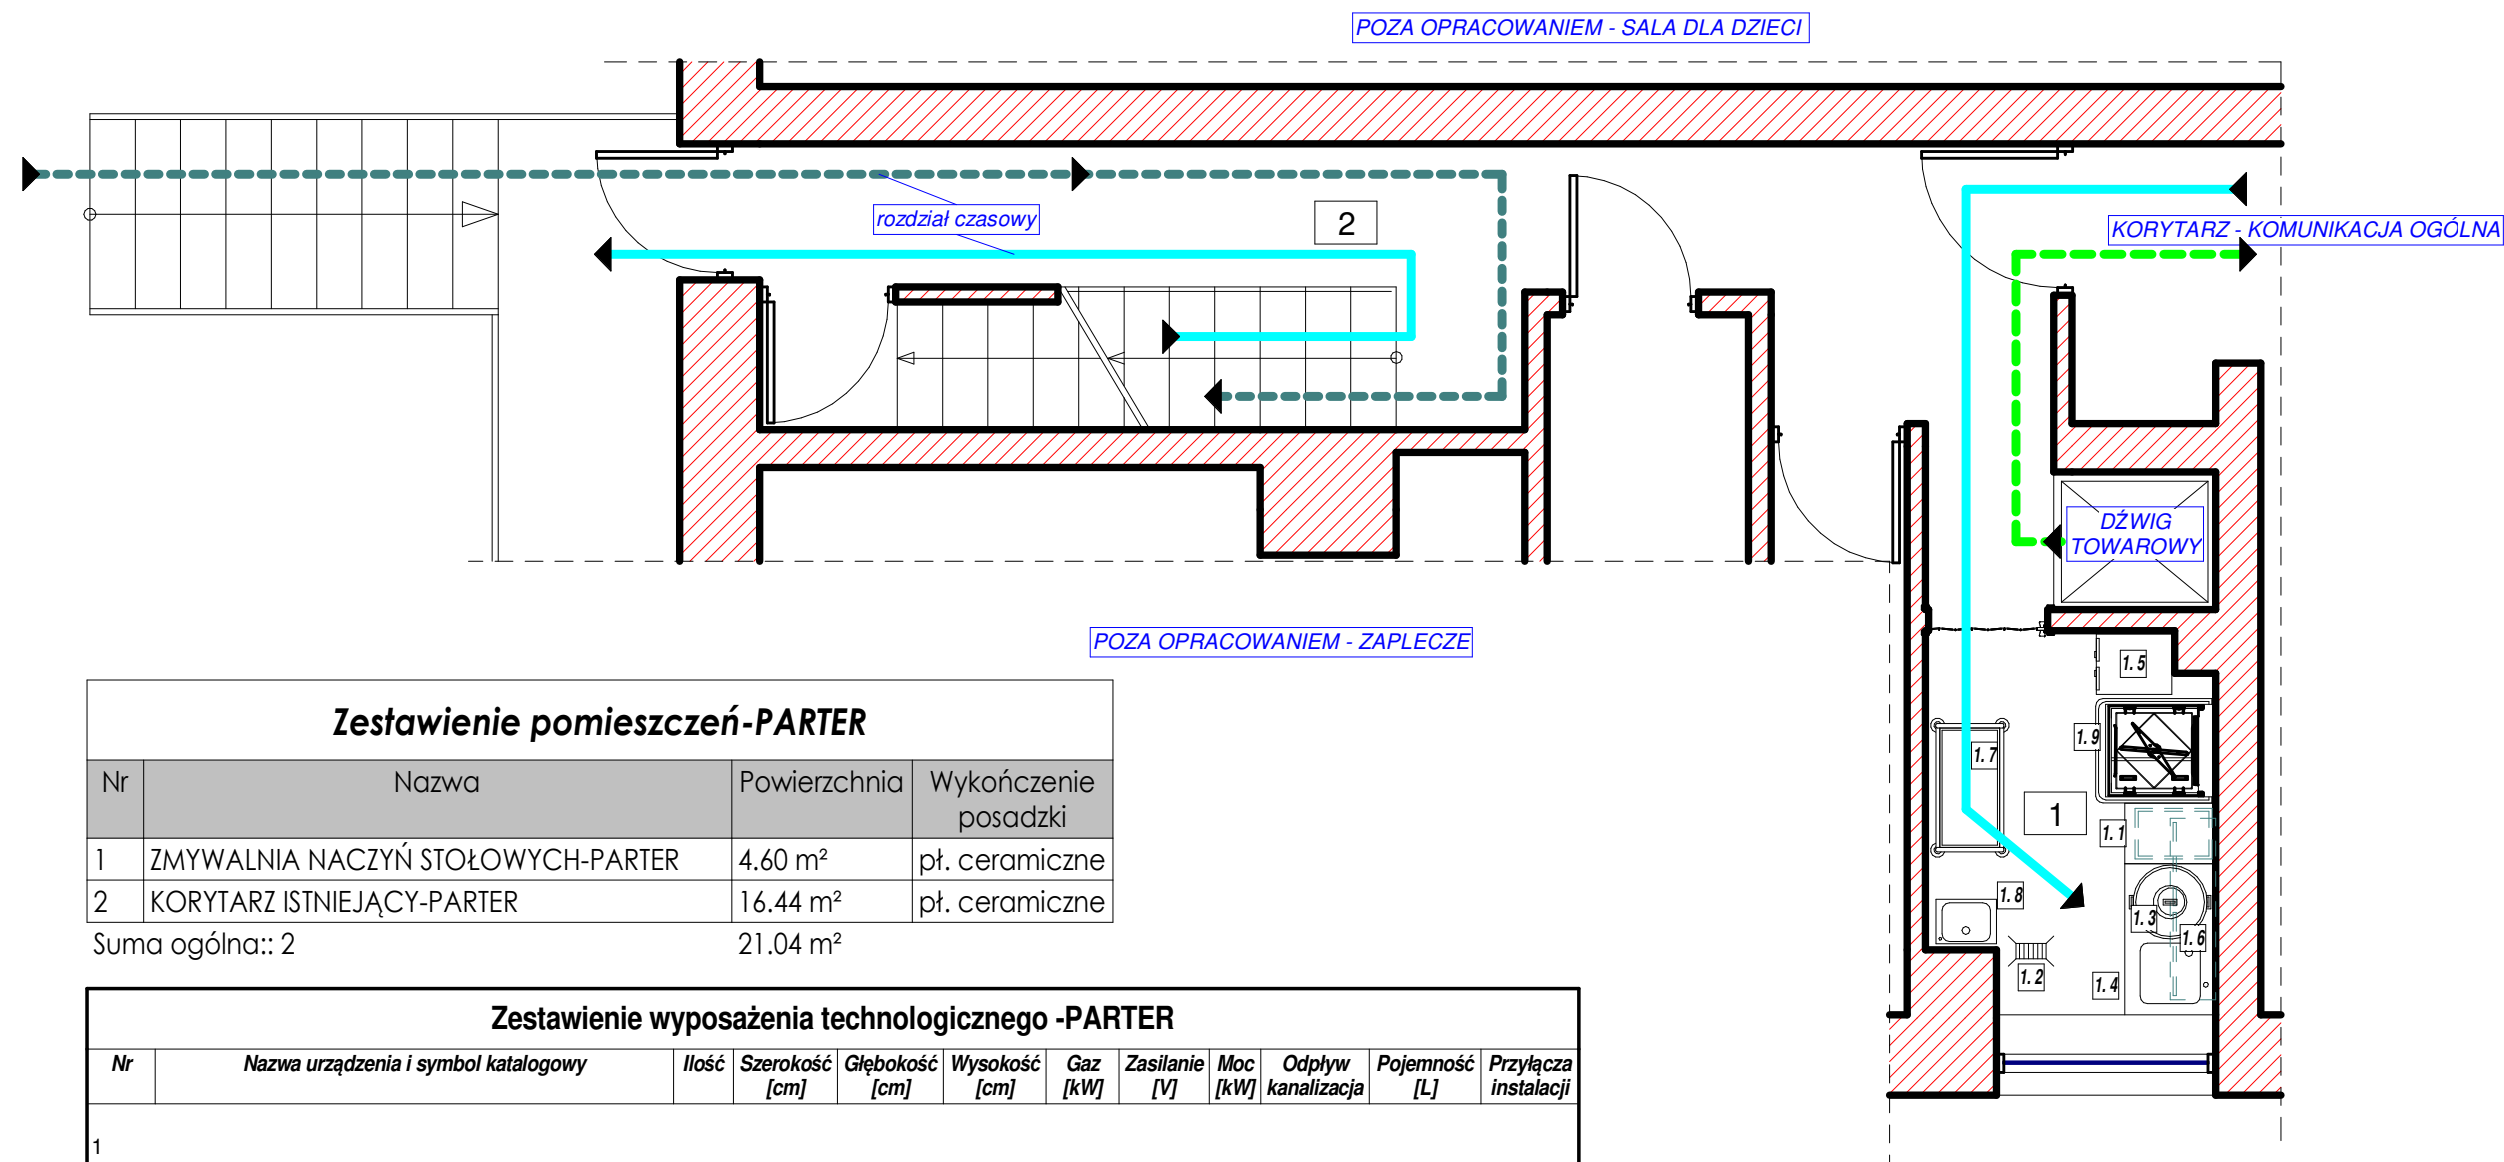 POZA OPRACOWANIEM - SALA DLA DZIECI
rozdział czasowy
2
KORYTARZ - KOMUNIKACJA OGÓLNA
DŹWIG
TOWAROWY
POZA OPRACOWANIEM - ZAPLECZE
1.5
1.9
1.7
1
1.1
1.8
1.3
1.6
1.2
1.4
Zestawienie pomieszczeń-PARTER
Nr Nazwa Powierzchnia Wykończenie posadzki
1 ZMYWALNIA NACZYŃ STOŁOWYCH-PARTER 4.60 m² pł. ceramiczne
2 KORYTARZ ISTNIEJĄCY-PARTER 16.44 m² pł. ceramiczne
Suma ogólna:: 2 21.04 m²
Zestawienie wyposażenia technologicznego -PARTER
Nr Nazwa urządzenia i symbol katalogowy Ilość Szerokość [cm] Głębokość [cm] Wysokość [cm] Gaz [kW] Zasilanie [V] Moc [kW] Odpływ kanalizacja Pojemność [L] Przyłącza instalacji
1